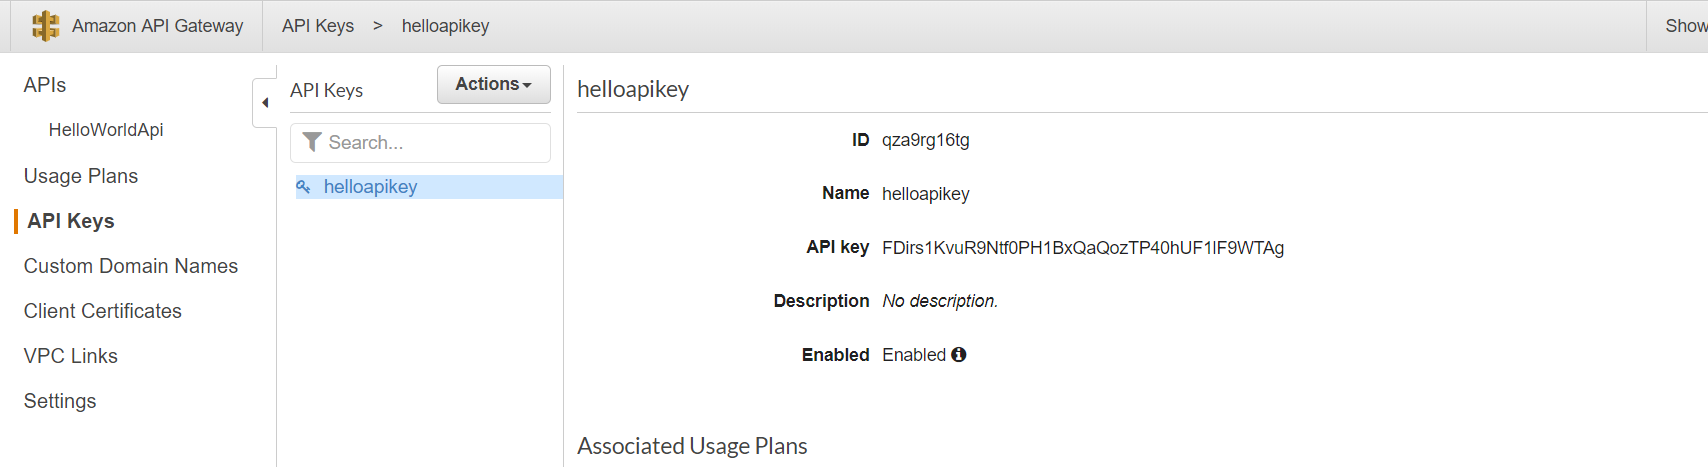 Amazon API Gateway
API Keys > helloapikey
Show
APIs
HelloWorldApi
Usage Plans
API Keys
Custom Domain Names
Client Certificates
VPC Links
Settings
API Keys
Actions
Search...
helloapikey
helloapikey
ID qza9rg16tg
Name helloapikey
API key FDirs1KvuR9Ntf0PH1BxQaQozTP40hUF1lF9WTAg
Description No description.
Enabled Enabled
Associated Usage Plans